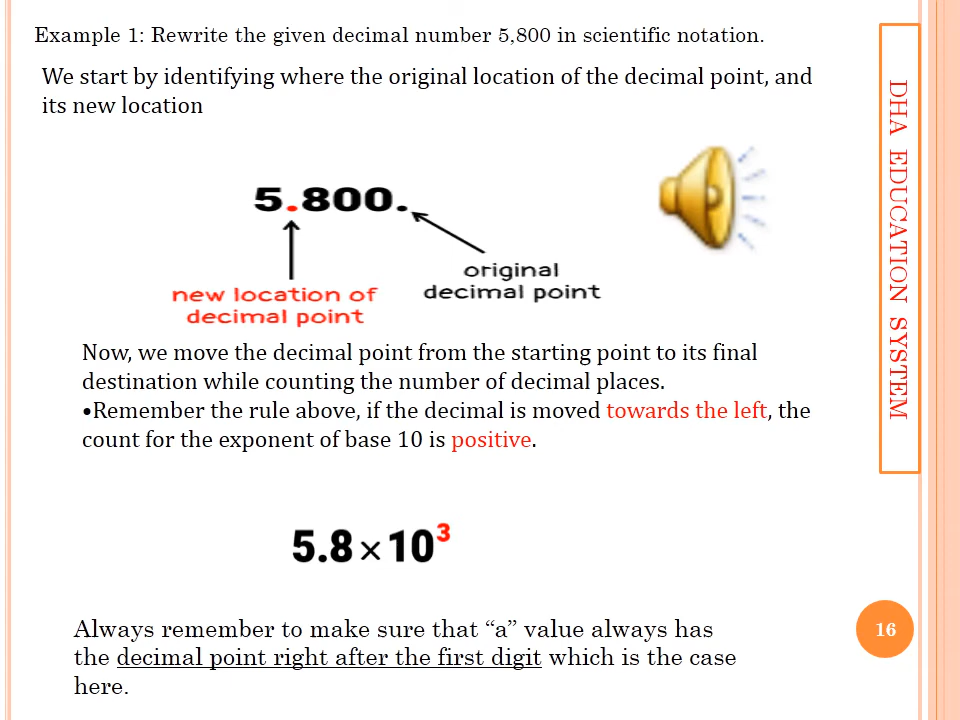 Example 1: Rewrite the given decimal number 5,800 in scientific notation.
We start by identifying where the original location of the decimal point, and
its new location
5.800.
original
decimal point
new location of
decimal point
Now, we move the decimal point from the starting point to its final
destination while counting the number of decimal places.
•Remember the rule above, if the decimal is moved towards the left, the
count for the exponent of base 10 is positive.
5.8×10³
Always remember to make sure that “a” value always has
the decimal point right after the first digit which is the case
here.
DHA EDUCATION SYSTEM
16